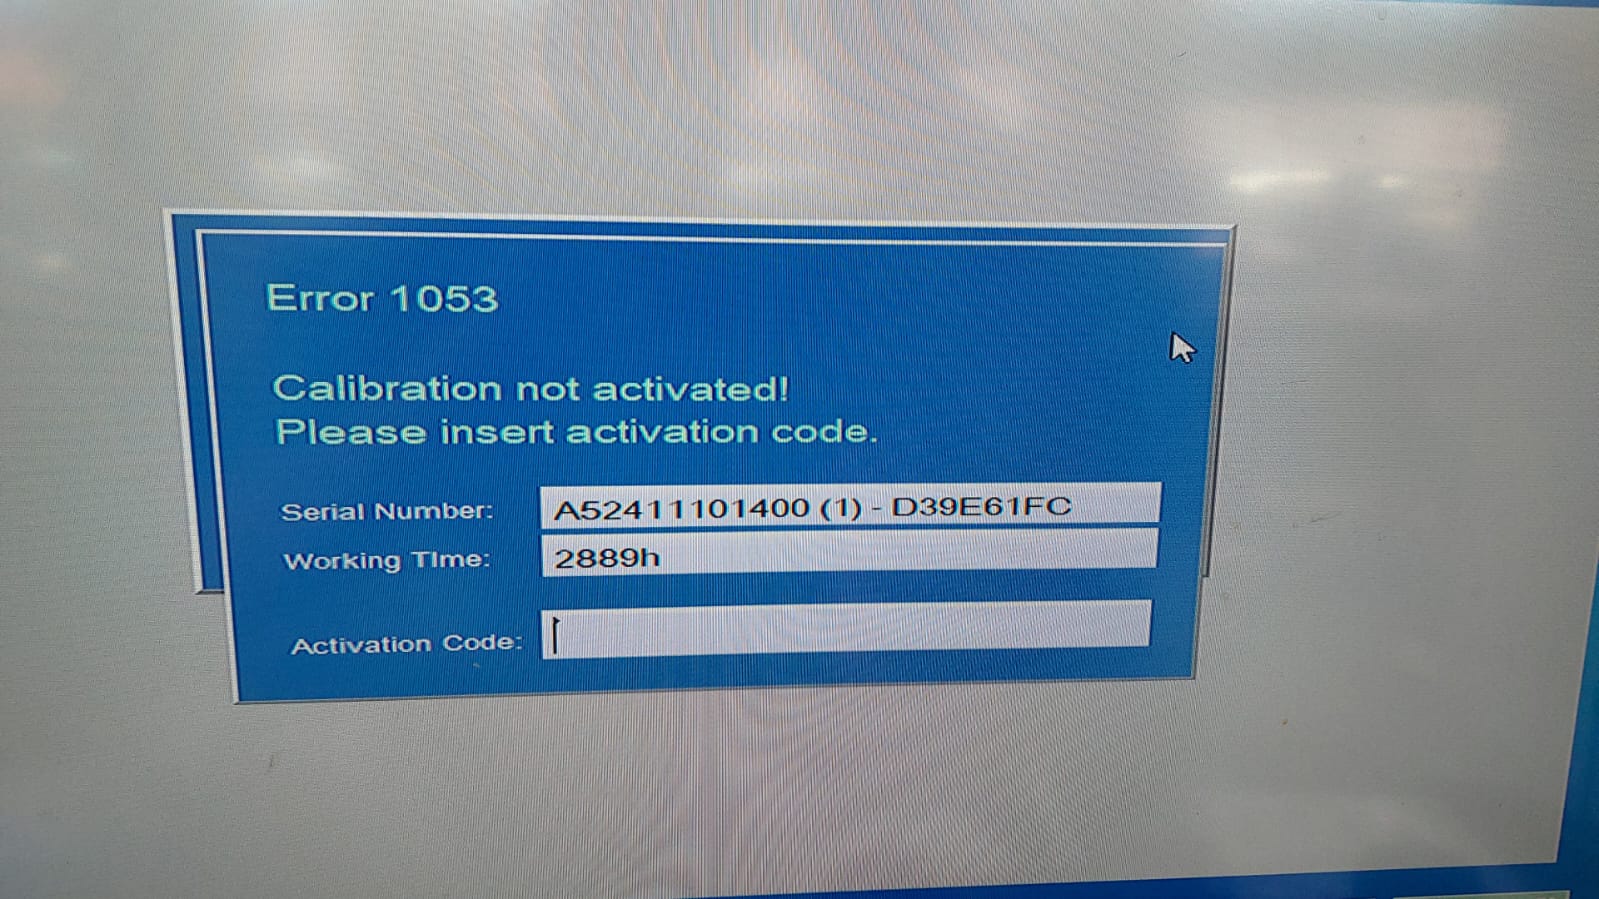 Error 1053
Calibration not activated!
Please insert activation code.
Serial Number: A52411101400 (1) - D39E61FC
Working TIme: 2889h
Activation Code: